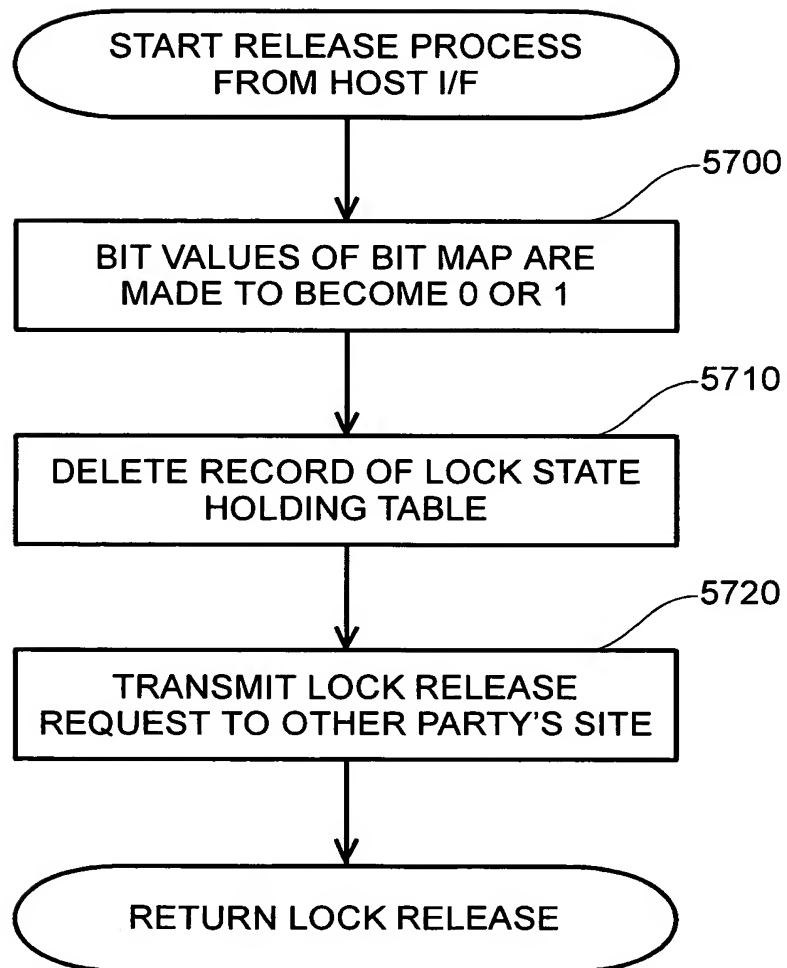 START RELEASE PROCESS
FROM HOST I/F
5700
BIT VALUES OF BIT MAP ARE
MADE TO BECOME 0 OR 1
5710
DELETE RECORD OF LOCK STATE
HOLDING TABLE
5720
TRANSMIT LOCK RELEASE
REQUEST TO OTHER PARTY'S SITE
RETURN LOCK RELEASE